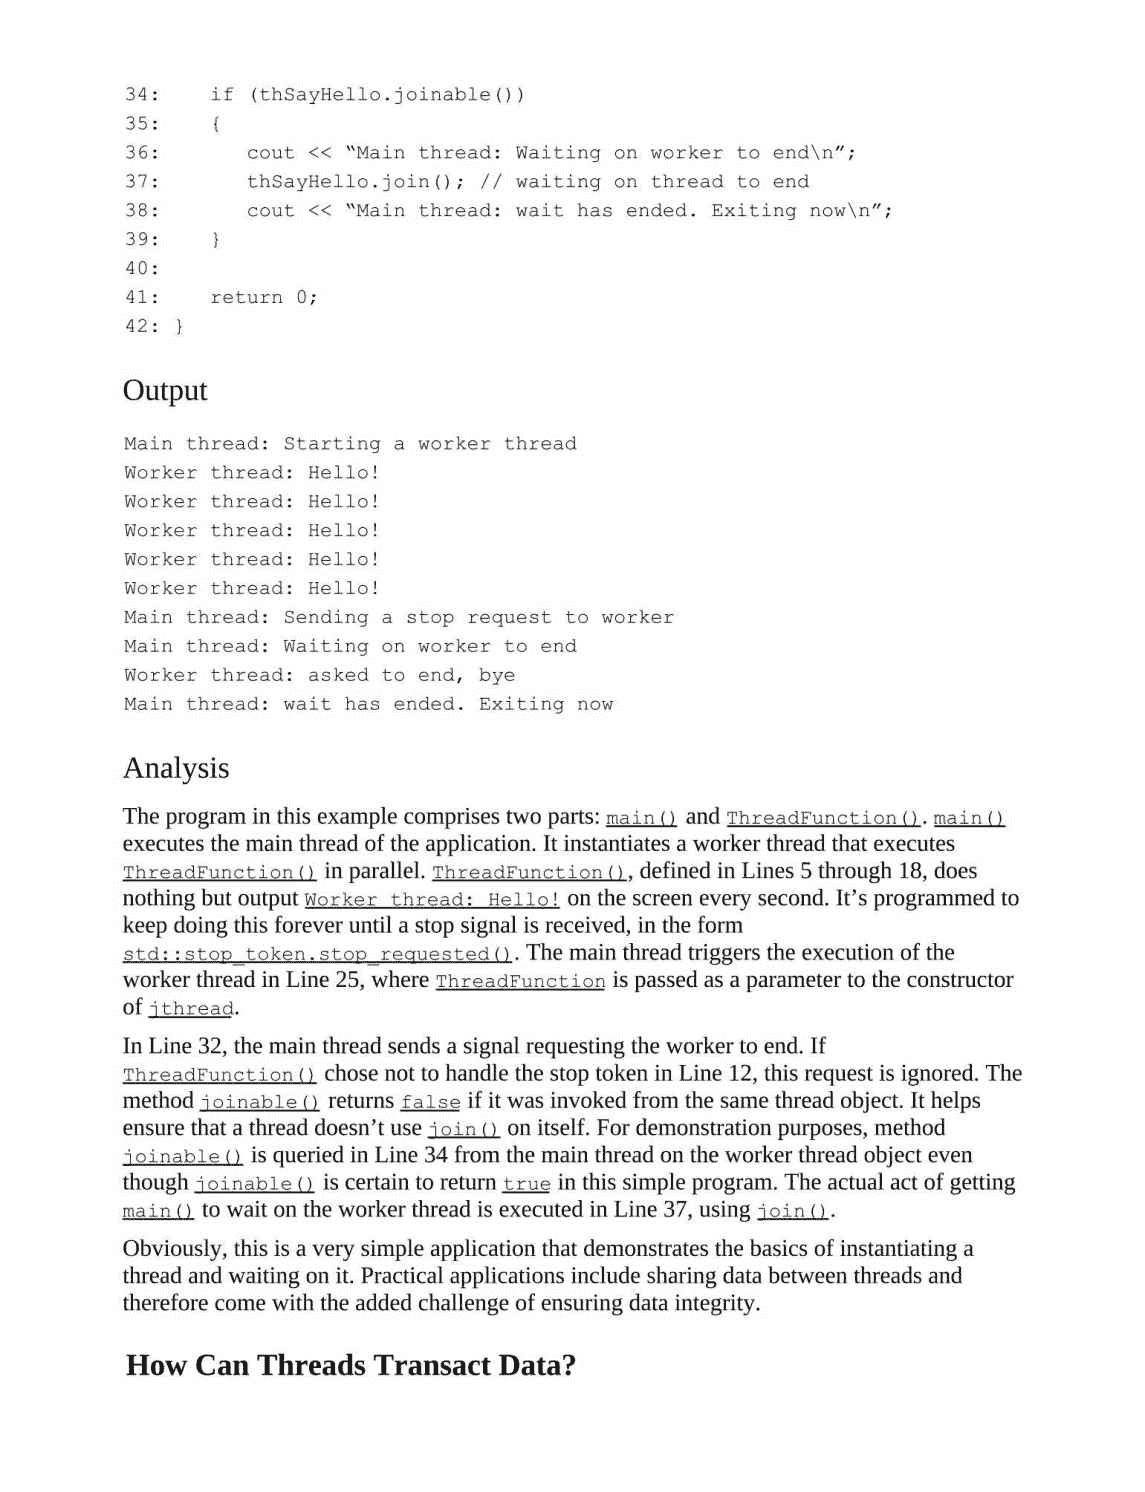 34:    if (thSayHello.joinable())
35:    {
36:       cout << “Main thread: Waiting on worker to end\n”;
37:       thSayHello.join(); // waiting on thread to end
38:       cout << “Main thread: wait has ended. Exiting now\n”;
39:    }
40:
41:    return 0;
42: }
Output
Main thread: Starting a worker thread
Worker thread: Hello!
Worker thread: Hello!
Worker thread: Hello!
Worker thread: Hello!
Worker thread: Hello!
Main thread: Sending a stop request to worker
Main thread: Waiting on worker to end
Worker thread: asked to end, bye
Main thread: wait has ended. Exiting now
Analysis
The program in this example comprises two parts: main() and ThreadFunction(). main()
executes the main thread of the application. It instantiates a worker thread that executes
ThreadFunction() in parallel. ThreadFunction(), defined in Lines 5 through 18, does
nothing but output Worker thread: Hello! on the screen every second. It’s programmed to
keep doing this forever until a stop signal is received, in the form
std::stop_token.stop_requested(). The main thread triggers the execution of the
worker thread in Line 25, where ThreadFunction is passed as a parameter to the constructor
of jthread.
In Line 32, the main thread sends a signal requesting the worker to end. If
ThreadFunction() chose not to handle the stop token in Line 12, this request is ignored. The
method joinable() returns false if it was invoked from the same thread object. It helps
ensure that a thread doesn’t use join() on itself. For demonstration purposes, method
joinable() is queried in Line 34 from the main thread on the worker thread object even
though joinable() is certain to return true in this simple program. The actual act of getting
main() to wait on the worker thread is executed in Line 37, using join().
Obviously, this is a very simple application that demonstrates the basics of instantiating a
thread and waiting on it. Practical applications include sharing data between threads and
therefore come with the added challenge of ensuring data integrity.
How Can Threads Transact Data?